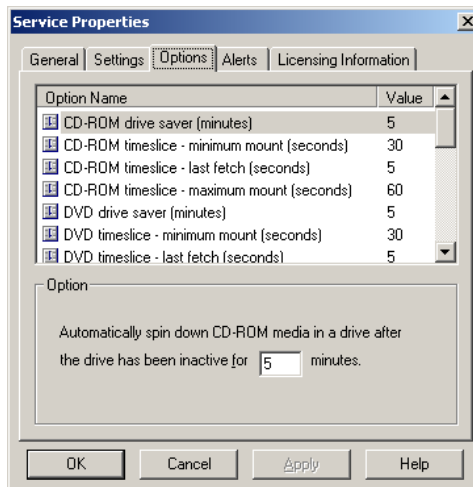 Service Properties
General Settings Options Alerts Licensing Information
Option Name Value
CD-ROM drive saver (minutes) 5
CD-ROM timeslice - minimum mount (seconds) 30
CD-ROM timeslice - last fetch (seconds) 5
CD-ROM timeslice - maximum mount (seconds) 60
DVD drive saver (minutes) 5
DVD timeslice - minimum mount (seconds) 30
DVD timeslice - last fetch (seconds) 5
Option
Automatically spin down CD-ROM media in a drive after
the drive has been inactive for 5 minutes.
OK Cancel Apply Help